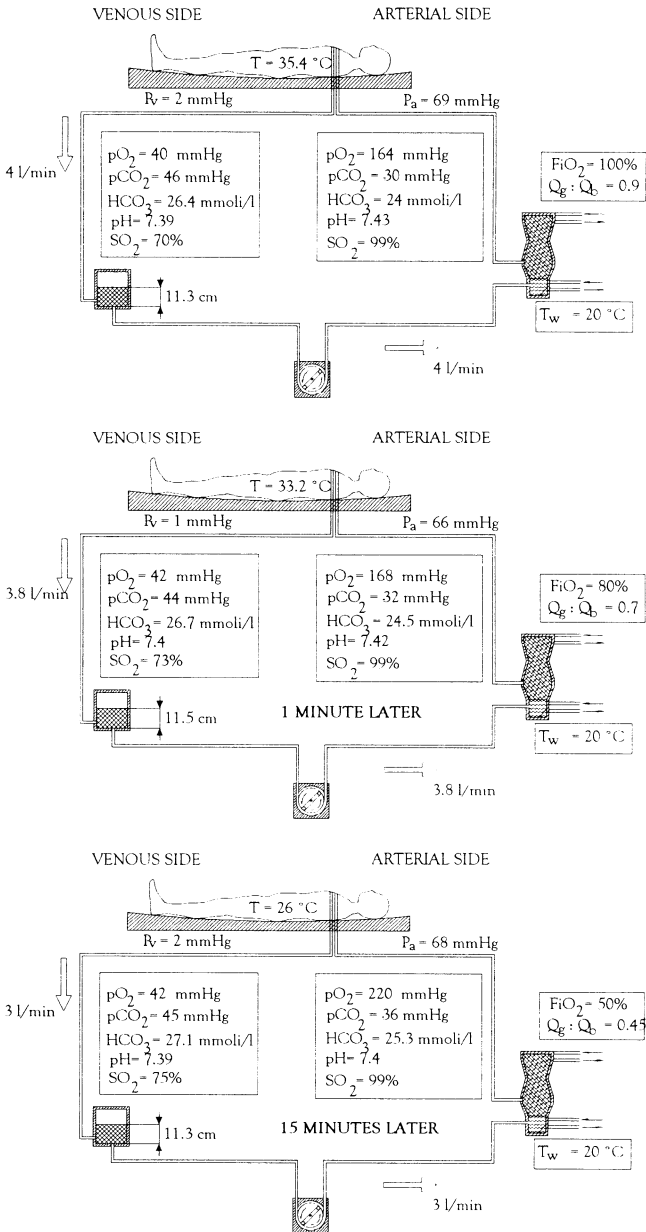 VENOUS SIDE
ARTERIAL SIDE
T = 35.4 °C
Rv = 2 mmHg
Pa = 69 mmHg
4 l/min
pO2 = 40 mmHg
pCO2 = 46 mmHg
HCO3 = 26.4 mmoli/l
pH = 7.39
SO2 = 70%
pO2 = 164 mmHg
pCO2 = 30 mmHg
HCO3 = 24 mmoli/l
pH = 7.43
SO2 = 99%
FiO2 = 100%
Qg : Qb = 0.9
11.3 cm
Tw = 20 °C
4 l/min
VENOUS SIDE
ARTERIAL SIDE
T = 33.2 °C
Rv = 1 mmHg
Pa = 66 mmHg
3.8 l/min
pO2 = 42 mmHg
pCO2 = 44 mmHg
HCO3 = 26.7 mmoli/l
pH = 7.4
SO2 = 73%
pO2 = 168 mmHg
pCO2 = 32 mmHg
HCO3 = 24.5 mmoli/l
pH = 7.42
SO2 = 99%
FiO2 = 80%
Qg : Qb = 0.7
11.5 cm
1 MINUTE LATER
Tw = 20 °C
3.8 l/min
VENOUS SIDE
ARTERIAL SIDE
T = 26 °C
Rv = 2 mmHg
Pa = 68 mmHg
3 l/min
pO2 = 42 mmHg
pCO2 = 45 mmHg
HCO3 = 27.1 mmoli/l
pH = 7.39
SO2 = 75%
pO2 = 220 mmHg
pCO2 = 36 mmHg
HCO3 = 25.3 mmoli/l
pH = 7.4
SO2 = 99%
FiO2 = 50%
Qg : Qb = 0.45
11.3 cm
15 MINUTES LATER
Tw = 20 °C
3 l/min